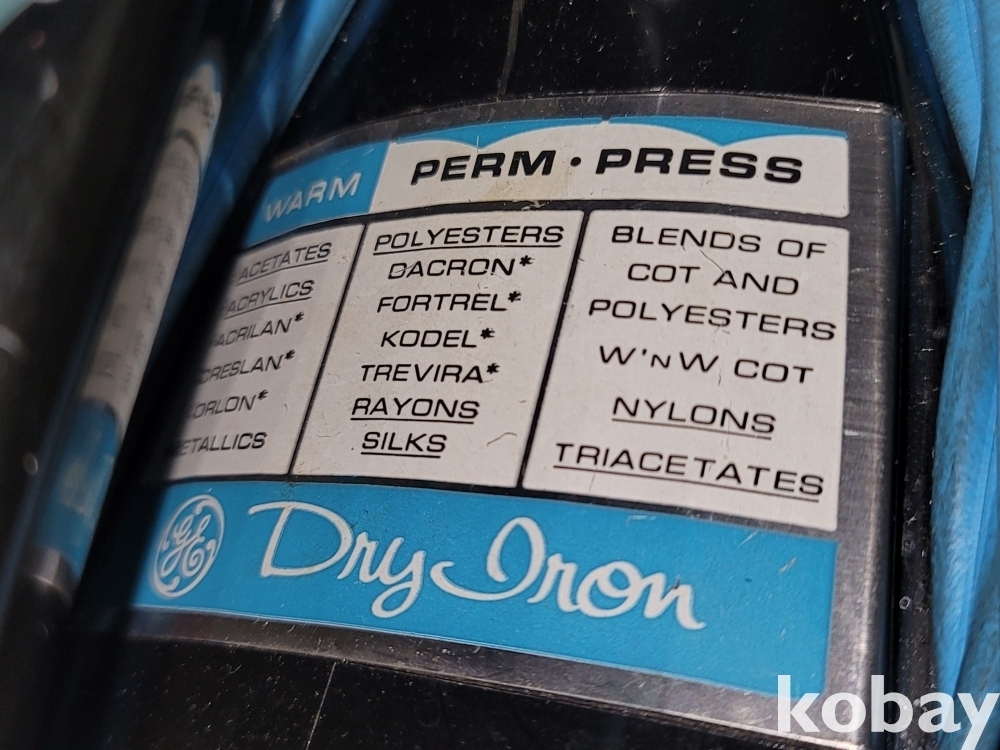 WARM
PERM · PRESS
ACETATES
ACRYLICS
ACRILAN*
CRESLAN*
ORLON*
METALLICS
POLYESTERS
DACRON*
FORTREL*
KODEL*
TREVIRA*
RAYONS
SILKS
BLENDS OF
COT AND
POLYESTERS
W'NW COT
NYLONS
TRIACETATES
GE Dry Iron
kobay